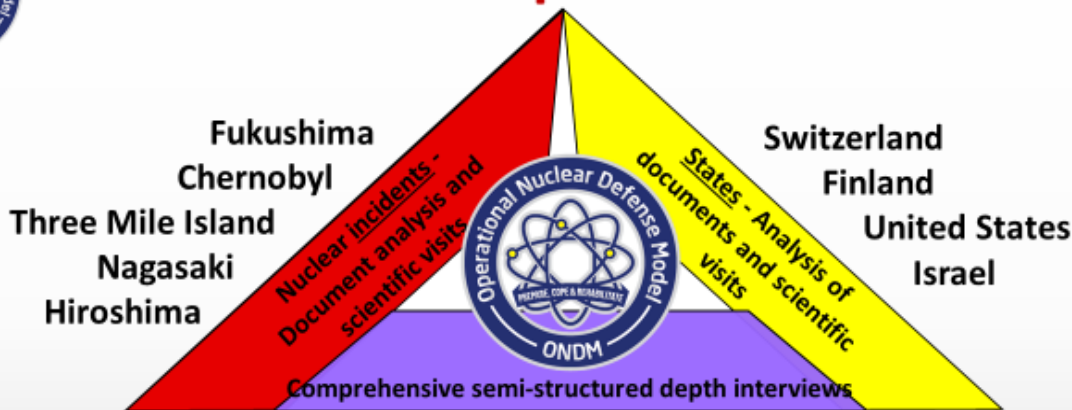 Fukushima
Chernobyl
Three Mile Island
Nagasaki
Hiroshima
Nuclear incidents -
Document analysis and
scientific visits
Operational Nuclear Defense Model
PREPARE, COPE & REHABILITATE
ONDM
States - Analysis of
documents and scientific
visits
Switzerland
Finland
United States
Israel
Comprehensive semi-structured depth interviews